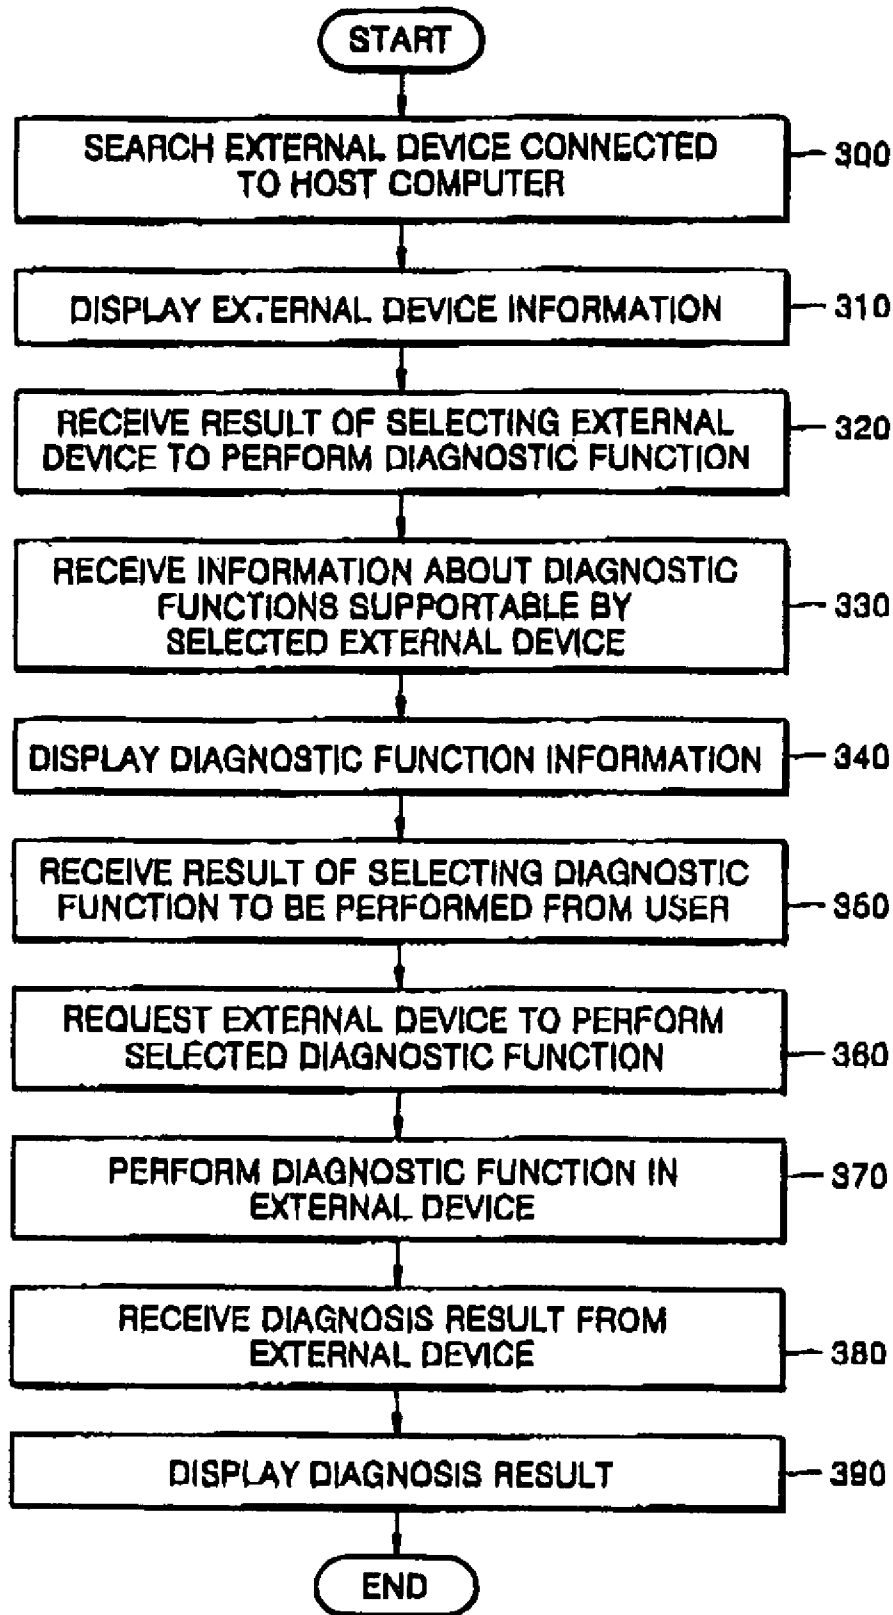 START
SEARCH EXTERNAL DEVICE CONNECTED
TO HOST COMPUTER
300
DISPLAY EXTERNAL DEVICE INFORMATION
310
RECEIVE RESULT OF SELECTING EXTERNAL
DEVICE TO PERFORM DIAGNOSTIC FUNCTION
320
RECEIVE INFORMATION ABOUT DIAGNOSTIC
FUNCTIONS SUPPORTABLE BY
SELECTED EXTERNAL DEVICE
330
DISPLAY DIAGNOSTIC FUNCTION INFORMATION
340
RECEIVE RESULT OF SELECTING DIAGNOSTIC
FUNCTION TO BE PERFORMED FROM USER
350
REQUEST EXTERNAL DEVICE TO PERFORM
SELECTED DIAGNOSTIC FUNCTION
360
PERFORM DIAGNOSTIC FUNCTION IN
EXTERNAL DEVICE
370
RECEIVE DIAGNOSIS RESULT FROM
EXTERNAL DEVICE
380
DISPLAY DIAGNOSIS RESULT
390
END